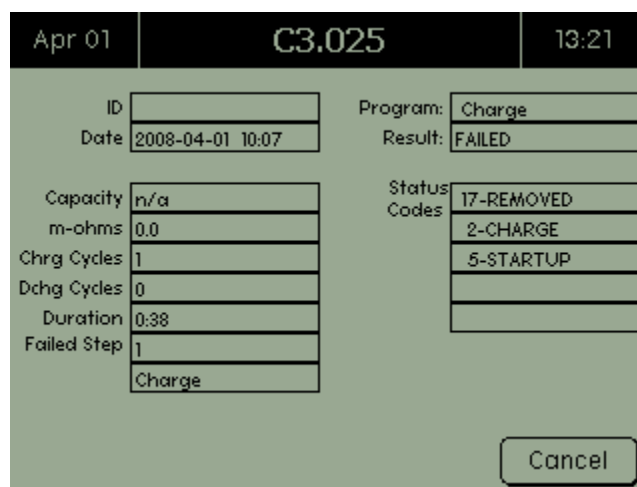 Apr 01 C3.025 13:21
ID
Date 2008-04-01 10:07
Program: Charge
Result: FAILED
Capacity n/a
m-ohms 0.0
Chrg Cycles 1
Dchg Cycles 0
Duration 0:38
Failed Step 1
Charge
Status
Codes
17-REMOVED
2-CHARGE
5-STARTUP
Cancel